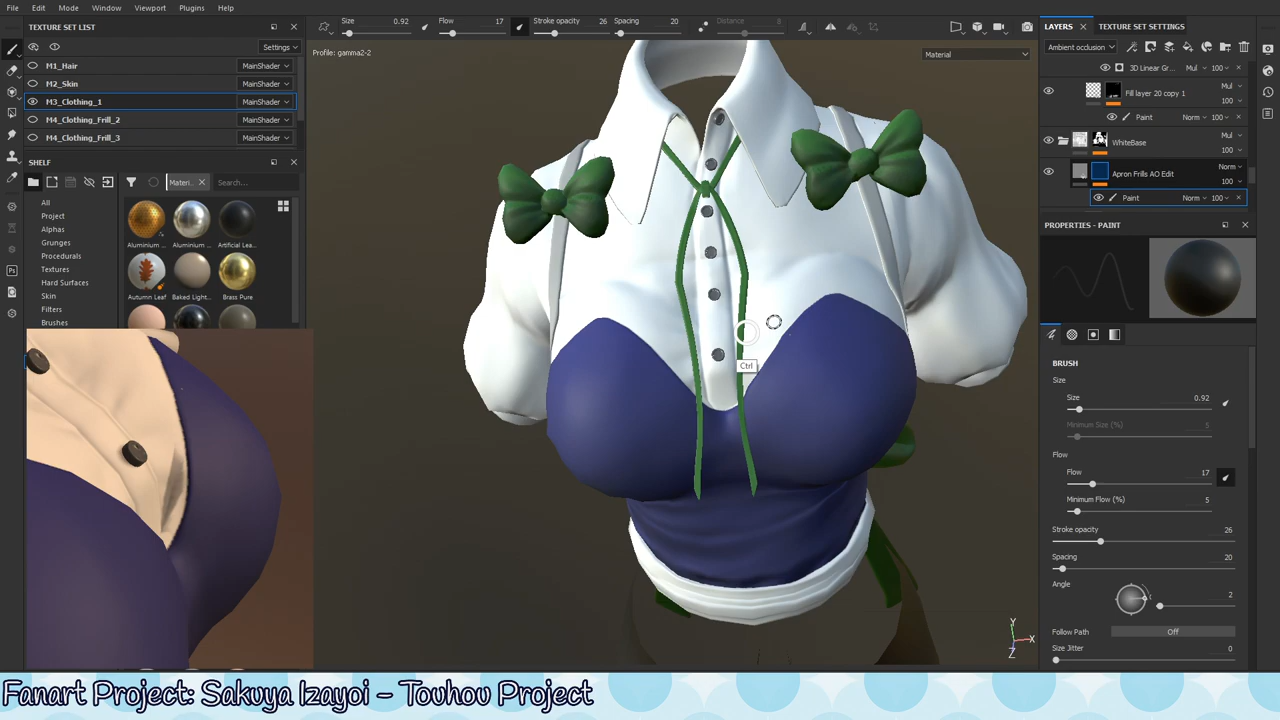 File Edit Mode Window Viewport Plugins Help
TEXTURE SET LIST
Settings
M1_Hair MainShader
M2_Skin MainShader
M3_Clothing_1 MainShader
M4_Clothing_Frill_2 MainShader
M4_Clothing_Frill_3 MainShader
SHELF
Materi... Search...
All
Project
Alphas
Grunges
Procedurals
Textures
Hard Surfaces
Skin
Filters
Brushes
Aluminium ... Aluminium ... Artificial Lea...
Autumn Leaf Baked Light... Brass Pure
Size 0.92 Flow 17 Stroke opacity 26 Spacing 20 Distance 8
Profile: gamma2-2
Material
Ctrl
Y
X
Z
LAYERS TEXTURE SET SETTINGS
Ambient occlusion
3D Linear Gr... Mul 100
Fill layer 20 copy 1 Mul 100
Paint Norm 100
WhiteBase Mul 100
Apron Frills AO Edit Norm 100
Paint Norm 100
PROPERTIES - PAINT
BRUSH
Size
Size 0.92
Minimum Size (%) 5
Flow
Flow 17
Minimum Flow (%) 5
Stroke opacity 26
Spacing 20
Angle
2
Follow Path Off
Size Jitter 0
Fanart Project: Sakuya Izayoi - Touhou Project